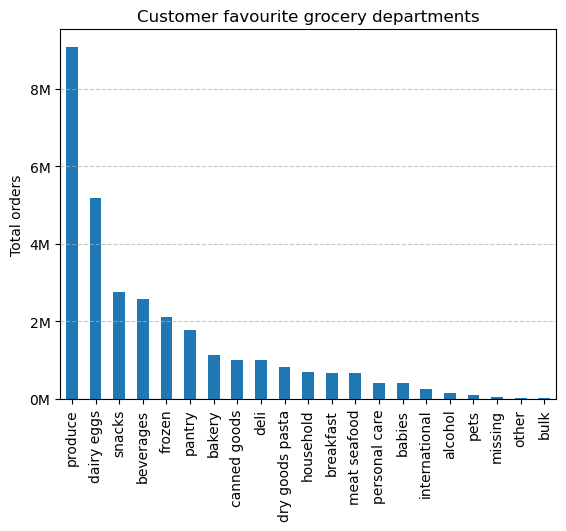 Customer favourite grocery departments
Total orders
8M
6M
4M
2M
0M
produce
dairy eggs
snacks
beverages
frozen
pantry
bakery
canned goods
deli
dry goods pasta
household
breakfast
meat seafood
personal care
babies
international
alcohol
pets
missing
other
bulk